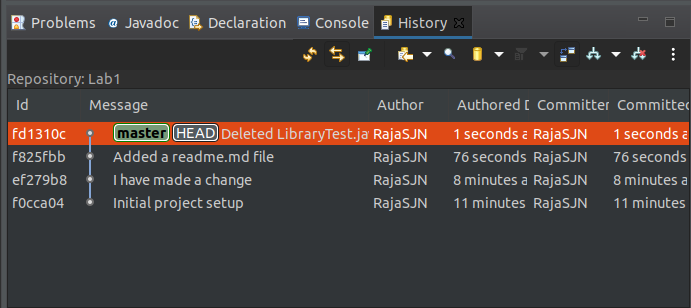 Problems @ Javadoc Declaration Console History
Repository: Lab1
Id Message Author Authored D Committer Committed
fd1310c master HEAD Deleted LibraryTest.ja RajaSJN 1 seconds a RajaSJN 1 seconds a
f825fbb Added a readme.md file RajaSJN 76 seconds RajaSJN 76 seconds
ef279b8 I have made a change RajaSJN 8 minutes a RajaSJN 8 minutes a
f0cca04 Initial project setup RajaSJN 11 minutes RajaSJN 11 minutes